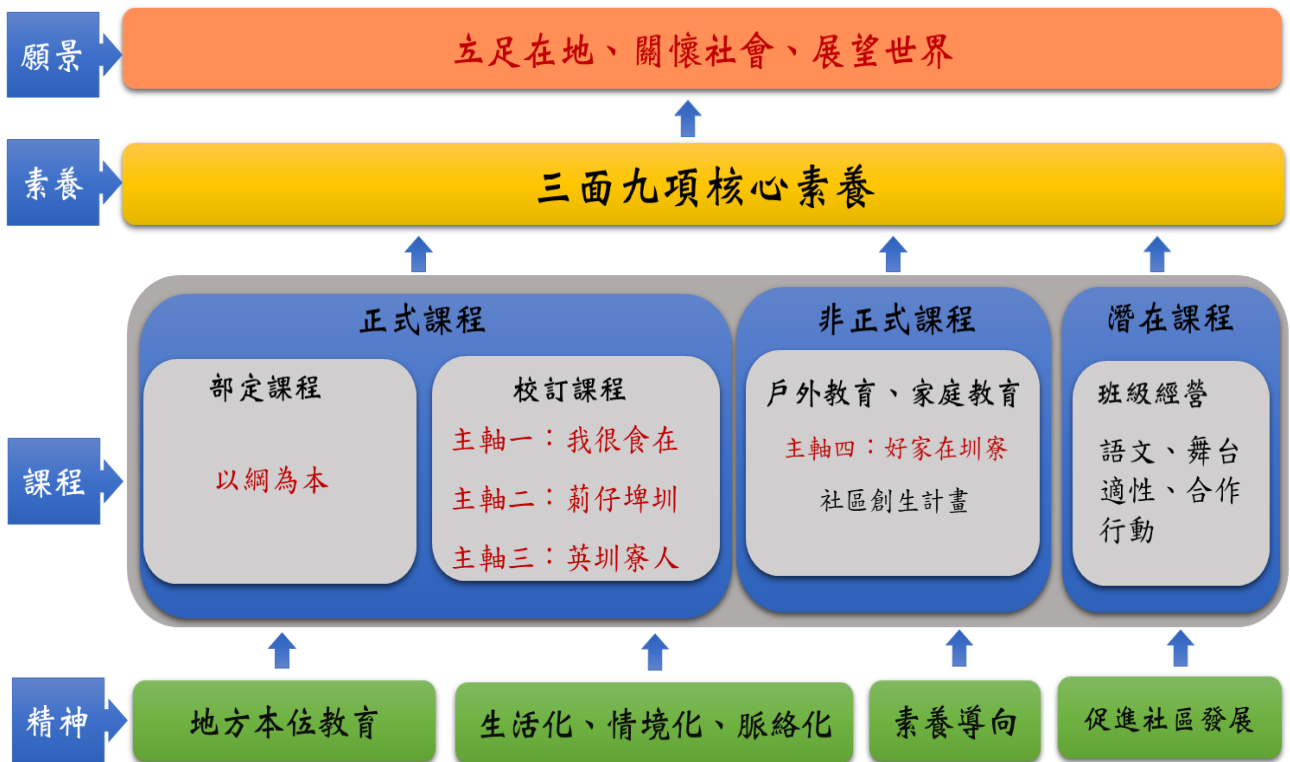 願景
立足在地、關懷社會、展望世界
素養
三面九項核心素養
課程
正式課程
部定課程
以綱為本
校訂課程
主軸一：我很食在
主軸二：莿仔埤圳
主軸三：英圳寮人
非正式課程
戶外教育、家庭教育
主軸四：好家在圳寮
社區創生計畫
潛在課程
班級經營
語文、舞台
適性、合作
行動
精神
地方本位教育
生活化、情境化、脈絡化
素養導向
促進社區發展